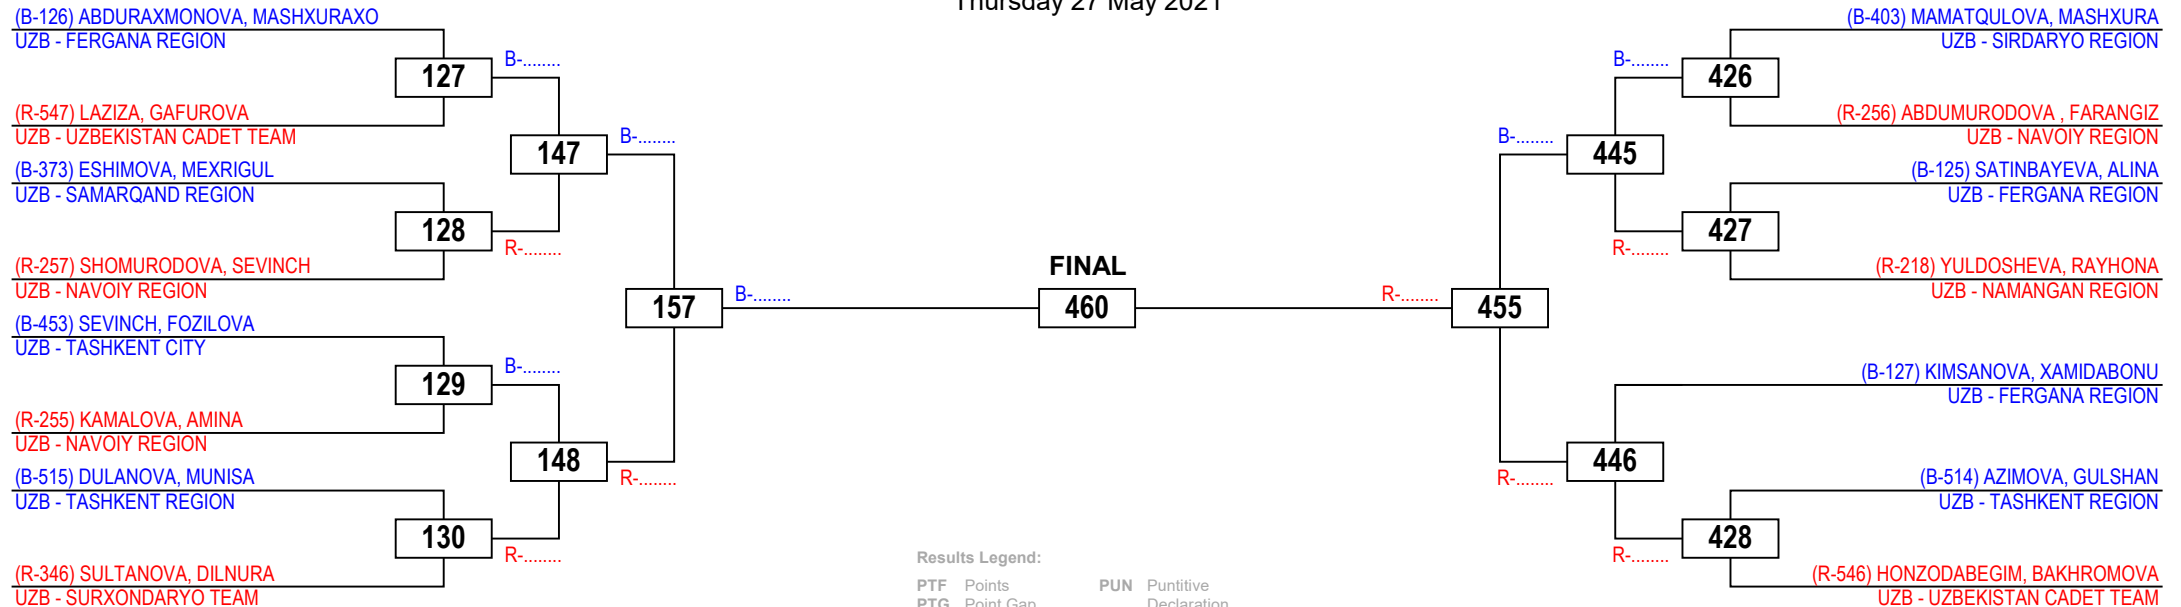 Thursday 27 May 2021
(B-126) ABDURAXMONOVA, MASHXURAXO
UZB - FERGANA REGION
127
B-........
(R-547) LAZIZA, GAFUROVA
UZB - UZBEKISTAN CADET TEAM
147
B-........
(B-373) ESHIMOVA, MEXRIGUL
UZB - SAMARQAND REGION
128
R-........
(R-257) SHOMURODOVA, SEVINCH
UZB - NAVOIY REGION
157
B-........
(B-453) SEVINCH, FOZILOVA
UZB - TASHKENT CITY
129
B-........
(R-255) KAMALOVA, AMINA
UZB - NAVOIY REGION
148
R-........
(B-515) DULANOVA, MUNISA
UZB - TASHKENT REGION
130
R-........
(R-346) SULTANOVA, DILNURA
UZB - SURXONDARYO TEAM
FINAL
460
(B-403) MAMATQULOVA, MASHXURA
UZB - SIRDARYO REGION
B-........
426
(R-256) ABDUMURODOVA , FARANGIZ
UZB - NAVOIY REGION
B-........
445
(B-125) SATINBAYEVA, ALINA
UZB - FERGANA REGION
R-........
427
(R-218) YULDOSHEVA, RAYHONA
UZB - NAMANGAN REGION
R-........
455
(B-127) KIMSANOVA, XAMIDABONU
UZB - FERGANA REGION
R-........
446
(B-514) AZIMOVA, GULSHAN
UZB - TASHKENT REGION
R-........
428
(R-546) HONZODABEGIM, BAKHROMOVA
UZB - UZBEKISTAN CADET TEAM
Results Legend:
PTF Points PUN Puntitive
PTG Point Gap Declaration